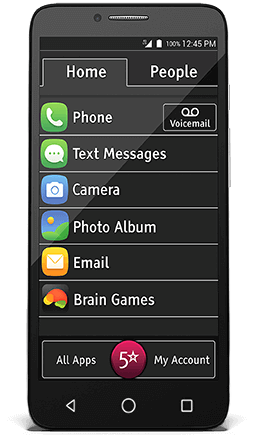 100% 12:45 PM
Home People
Phone Voicemail
Text Messages
Camera
Photo Album
Email
Brain Games
All Apps 5☆ My Account